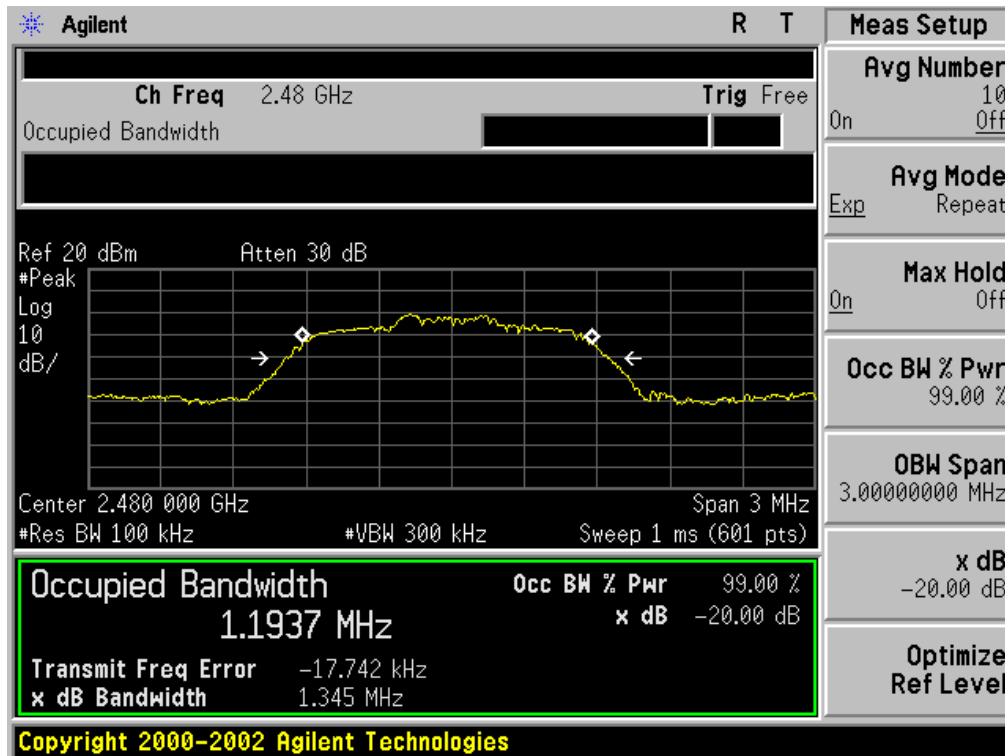 Agilent R T
Ch Freq 2.48 GHz Trig Free
Occupied Bandwidth
Ref 20 dBm Atten 30 dB
#Peak
Log
10
dB/
Center 2.480 000 GHz Span 3 MHz
#Res BW 100 kHz #VBW 300 kHz Sweep 1 ms (601 pts)
Occupied Bandwidth
1.1937 MHz
Occ BW % Pwr 99.00 %
x dB -20.00 dB
Transmit Freq Error -17.742 kHz
x dB Bandwidth 1.345 MHz
Meas Setup
Avg Number
10
On Off
Avg Mode
Exp Repeat
Max Hold
On Off
Occ BW % Pwr
99.00 %
OBW Span
3.00000000 MHz
x dB
-20.00 dB
Optimize
Ref Level
Copyright 2000-2002 Agilent Technologies